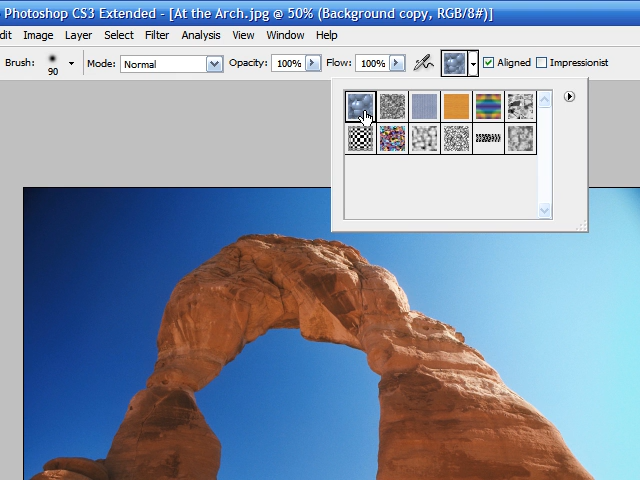 Photoshop CS3 Extended - [At the Arch.jpg @ 50% (Background copy, RGB/8#)]
dit Image Layer Select Filter Analysis View Window Help
Brush: 90 Mode: Normal Opacity: 100% Flow: 100% Aligned Impressionist